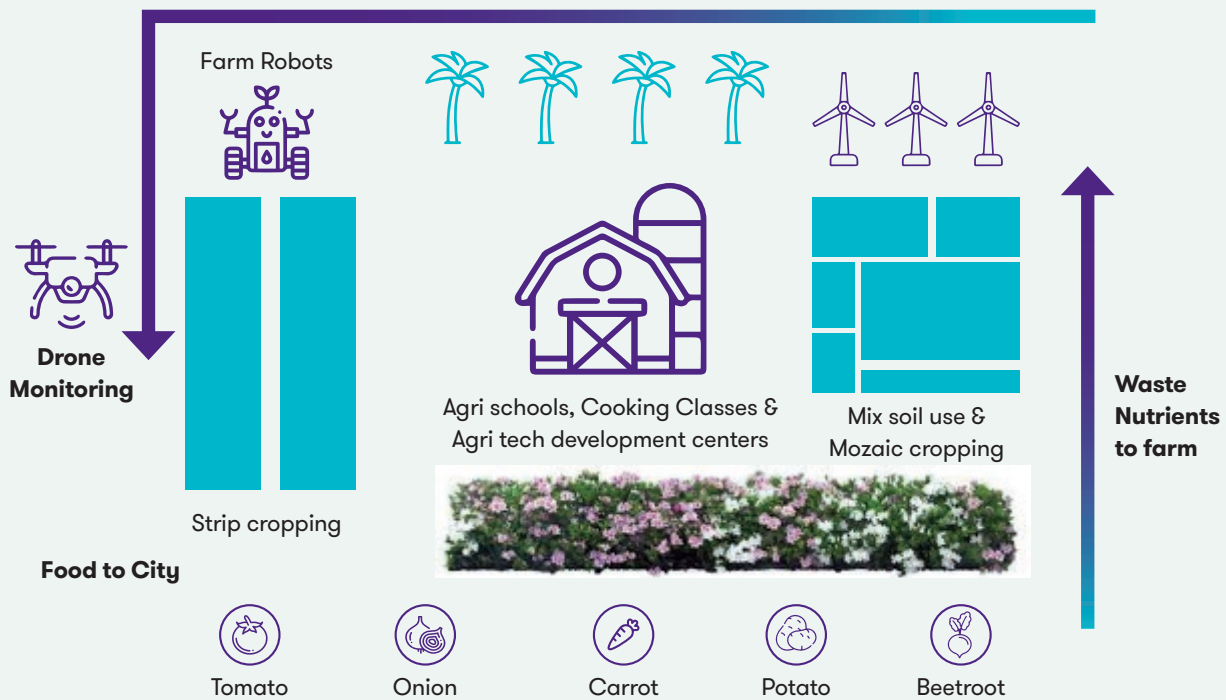 Farm Robots
Drone
Monitoring
Agri schools, Cooking Classes &
Agri tech development centers
Mix soil use &
Mozaic cropping
Waste
Nutrients
to farm
Strip cropping
Food to City
Tomato
Onion
Carrot
Potato
Beetroot